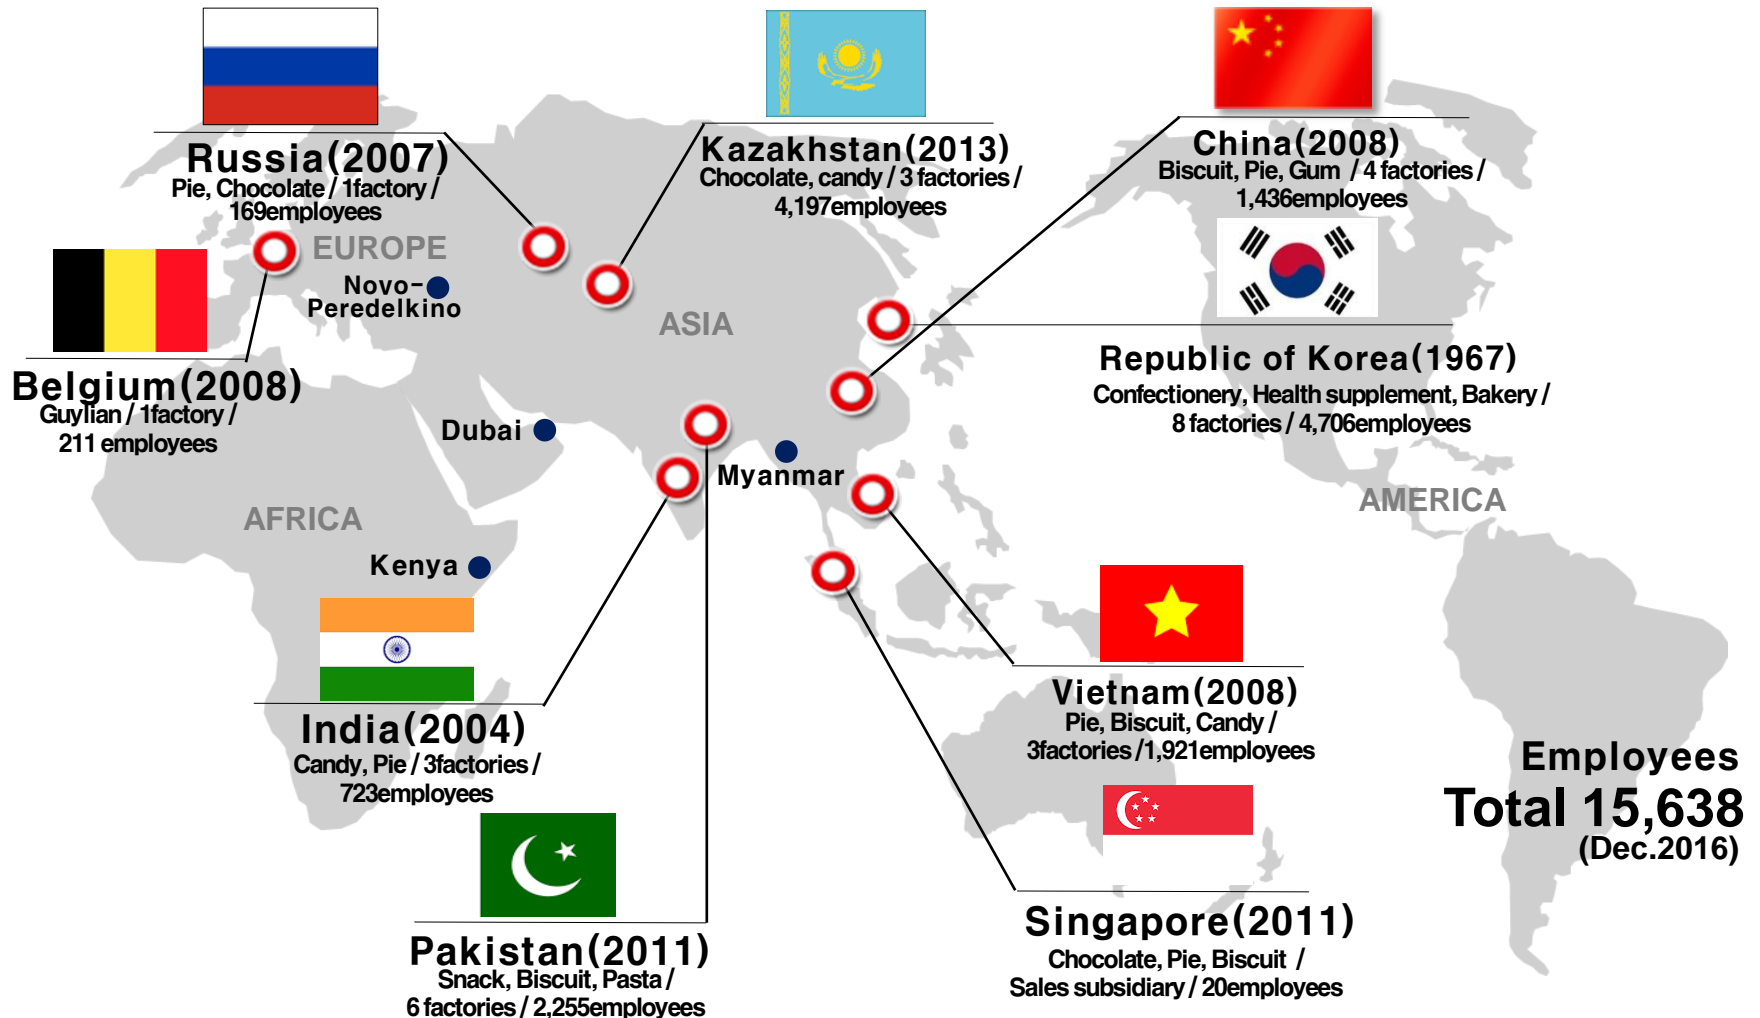 Russia(2007)
Pie, Chocolate / 1factory /
169employees
Kazakhstan(2013)
Chocolate, candy / 3 factories /
4,197employees
China(2008)
Biscuit, Pie, Gum / 4 factories /
1,436employees
EUROPE
Novo-
Peredelkino
ASIA
Republic of Korea(1967)
Confectionery, Health supplement, Bakery /
8 factories / 4,706employees
Belgium(2008)
Guylian / 1factory /
211 employees
Dubai
Myanmar
AFRICA
AMERICA
Kenya
India(2004)
Candy, Pie / 3factories /
723employees
Vietnam(2008)
Pie, Biscuit, Candy /
3factories /1,921employees
Employees
Total 15,638
(Dec.2016)
Pakistan(2011)
Snack, Biscuit, Pasta /
6 factories / 2,255employees
Singapore(2011)
Chocolate, Pie, Biscuit /
Sales subsidiary / 20employees